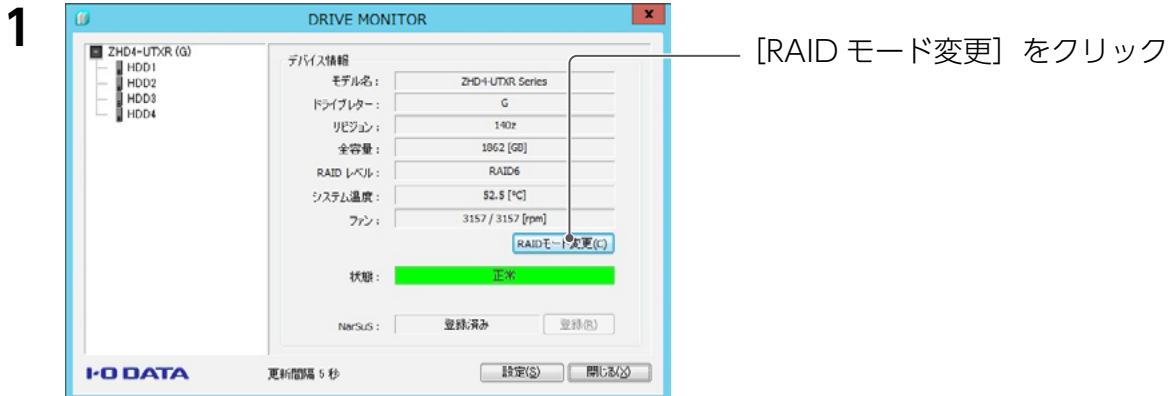 1
DRIVE MONITOR
x
ZHD4-UTXR (G)
HDD1
HDD2
HDD3
HDD4
デバイス情報
モデル名： ZHD4-UTXR Series
ドライブレター： G
リビジョン： 140z
全容量： 1862 [GB]
RAID レベル： RAID6
システム温度： 52.5 [℃]
ファン： 3157 / 3157 [rpm]
RAIDモード変更(C)
状態： 正常
NarSuS： 登録済み 登録(R)
I-O DATA 更新間隔 5 秒 設定(S) 閉じる(X)
［RAID モード変更］をクリック